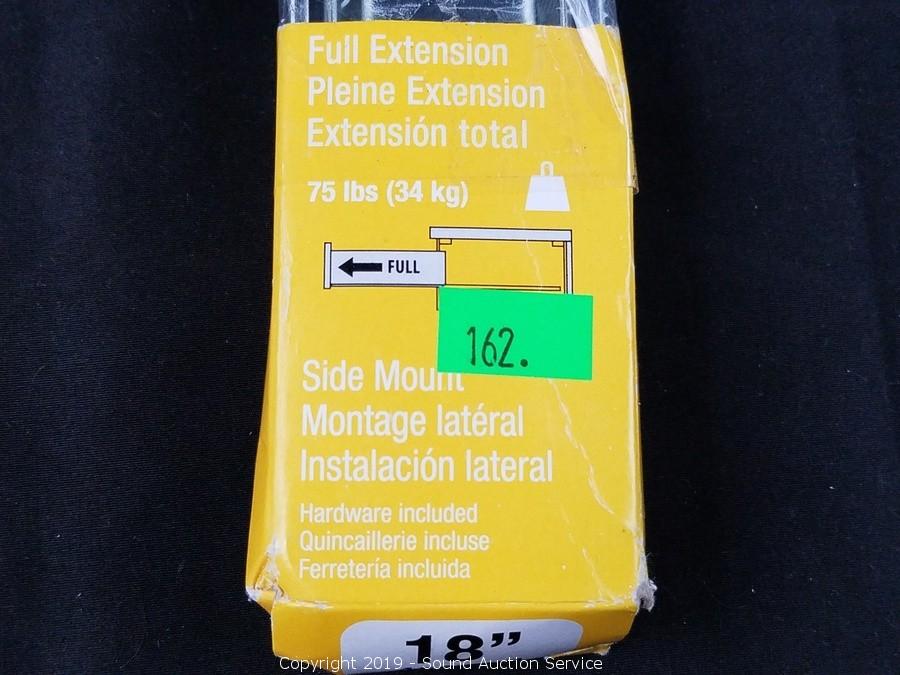 Full Extension
Pleine Extension
Extensión total
75 lbs (34 kg)
FULL
162.
Side Mount
Montage latéral
Instalación lateral
Hardware included
Quincaillerie incluse
Ferretería incluida
18”
Copyright 2019 - Sound Auction Service